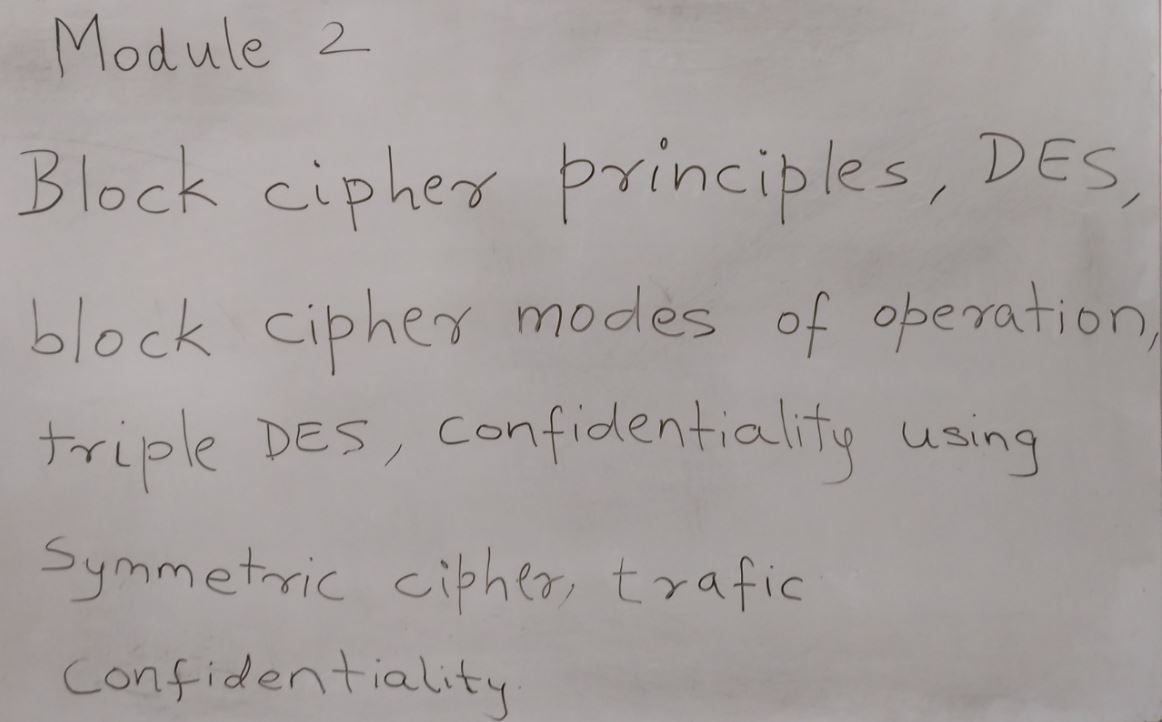 Module 2
Block cipher principles, DES,
block cipher modes of operation,
triple DES, confidentiality using
Symmetric cipher, trafic
Confidentiality.